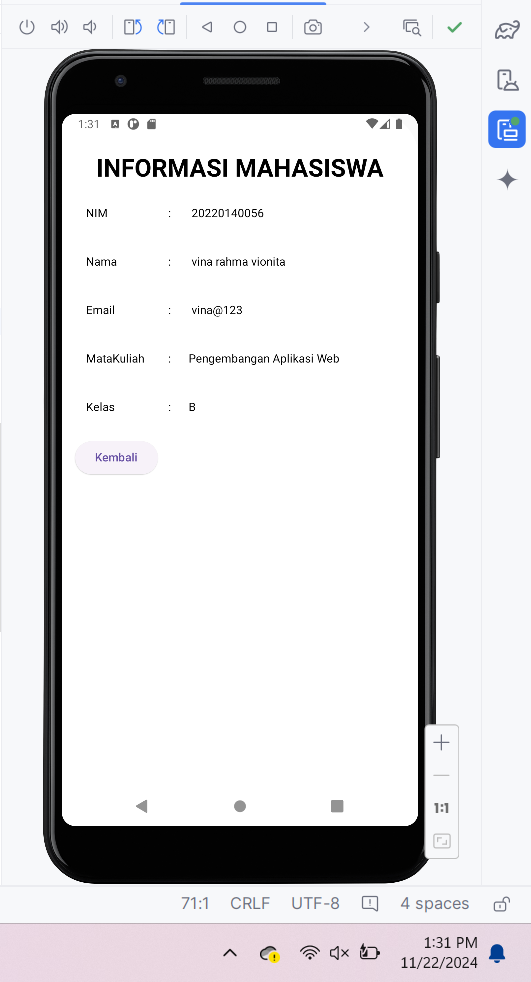 1:31
INFORMASI MAHASISWA
NIM : 20220140056
Nama : vina rahma vionita
Email : vina@123
MataKuliah : Pengembangan Aplikasi Web
Kelas : B
Kembali
1:1
71:1 CRLF UTF-8 4 spaces
1:31 PM
11/22/2024